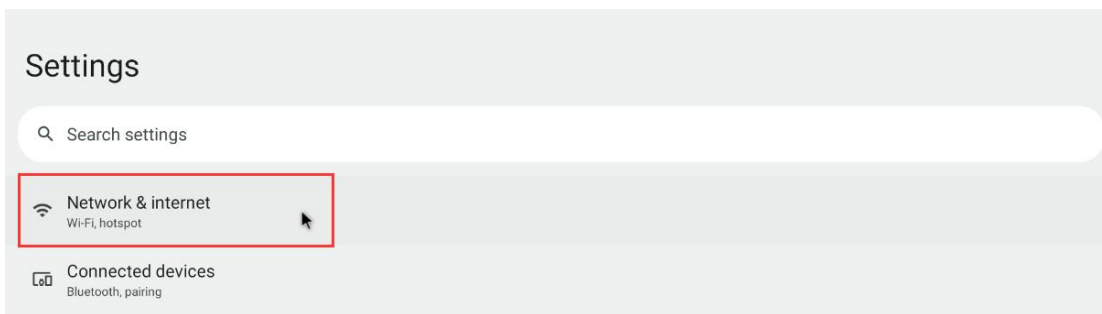 Settings
Search settings
Network & internet
Wi-Fi, hotspot
Connected devices
Bluetooth, pairing